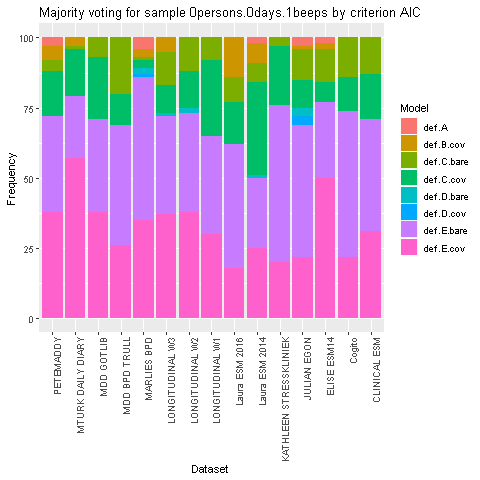 Majority voting for sample 0persons.0days.1beeps by criterion AIC
Frequency
100
75
50
25
0
PETEMADDY
MTURK DAILY DIARY
MDD GOTLIB
MDD BPD TRULL
MARLIES BPD
LONGITUDINAL W3
LONGITUDINAL W2
LONGITUDINAL W1
Laura ESM 2016
Laura ESM 2014
KATHLEEN STRESSKLINIEK
JULIAN EGON
ELISE ESM14
Cogito
CLINICAL ESM
Dataset
Model
def.A
def.B.cov
def.C.bare
def.C.cov
def.D.bare
def.D.cov
def.E.bare
def.E.cov